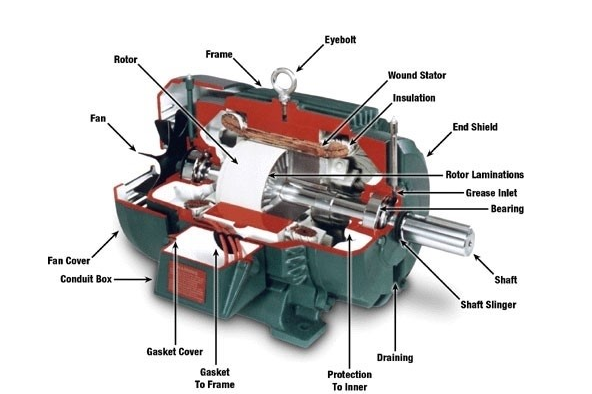 Eyebolt
Frame
Rotor
Wound Stator
Insulation
Fan
End Shield
Rotor Laminations
Grease Inlet
Bearing
Fan Cover
Conduit Box
Shaft
Shaft Slinger
Gasket Cover
Gasket
To Frame
Protection
To Inner
Draining